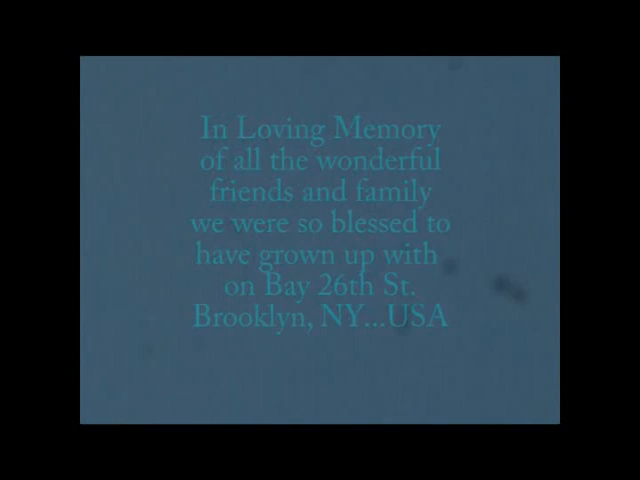 In Loving Memory
of all the wonderful
friends and family
we were so blessed to
have grown up with
on Bay 26th St.
Brooklyn, NY...USA